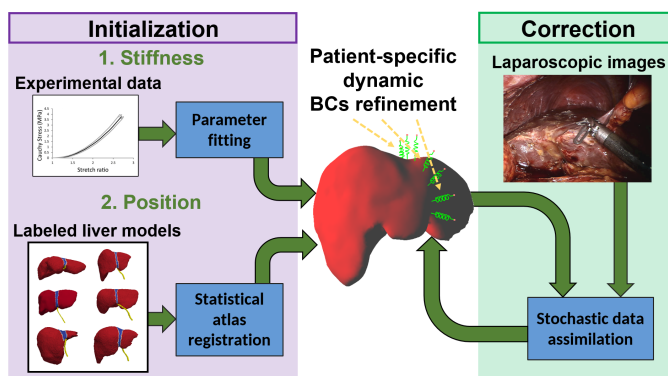 Initialization
1. Stiffness
Experimental data
Cauchy Stress (MPa)
Stretch ratio
Parameter
fitting
2. Position
Labeled liver models
Statistical
atlas
registration
Patient-specific
dynamic
BCs refinement
Correction
Laparoscopic images
Stochastic data
assimilation